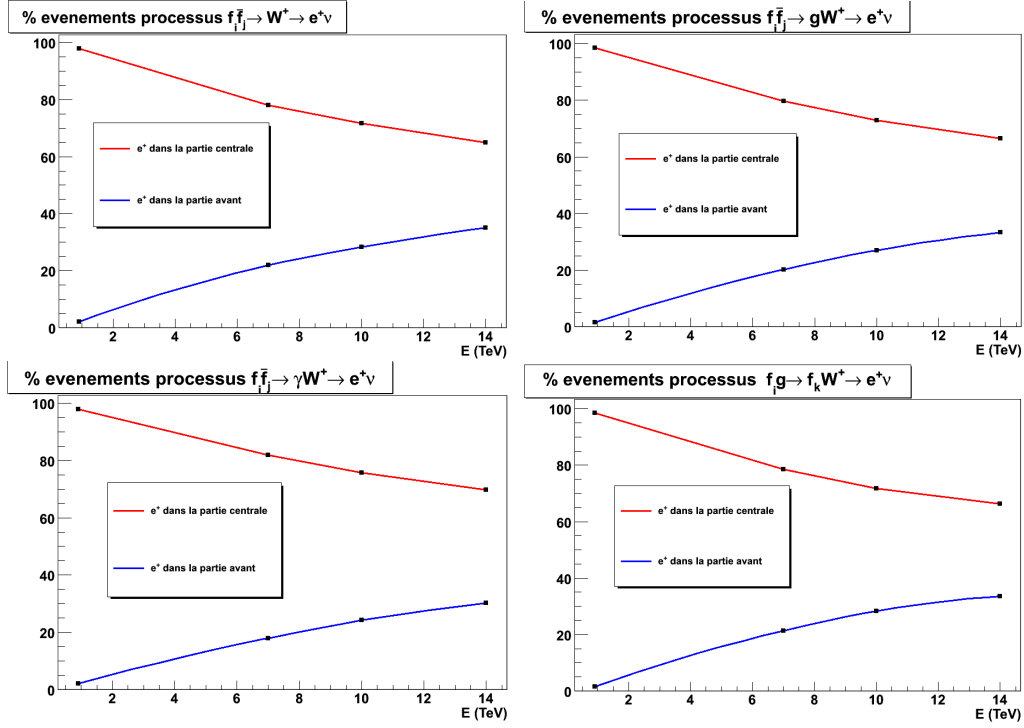 % evenements processus f_i f̄_j → W⁺ → e⁺ν
100
80
60
40
20
0
e⁺ dans la partie centrale
e⁺ dans la partie avant
2 4 6 8 10 12 14
E (TeV)
% evenements processus f_i f̄_j → gW⁺ → e⁺ν
100
80
60
40
20
0
e⁺ dans la partie centrale
e⁺ dans la partie avant
2 4 6 8 10 12 14
E (TeV)
% evenements processus f_i f̄_j → γW⁺ → e⁺ν
100
80
60
40
20
0
e⁺ dans la partie centrale
e⁺ dans la partie avant
2 4 6 8 10 12 14
E (TeV)
% evenements processus f_i g → f_k W⁺ → e⁺ν
100
80
60
40
20
0
e⁺ dans la partie centrale
e⁺ dans la partie avant
2 4 6 8 10 12 14
E (TeV)